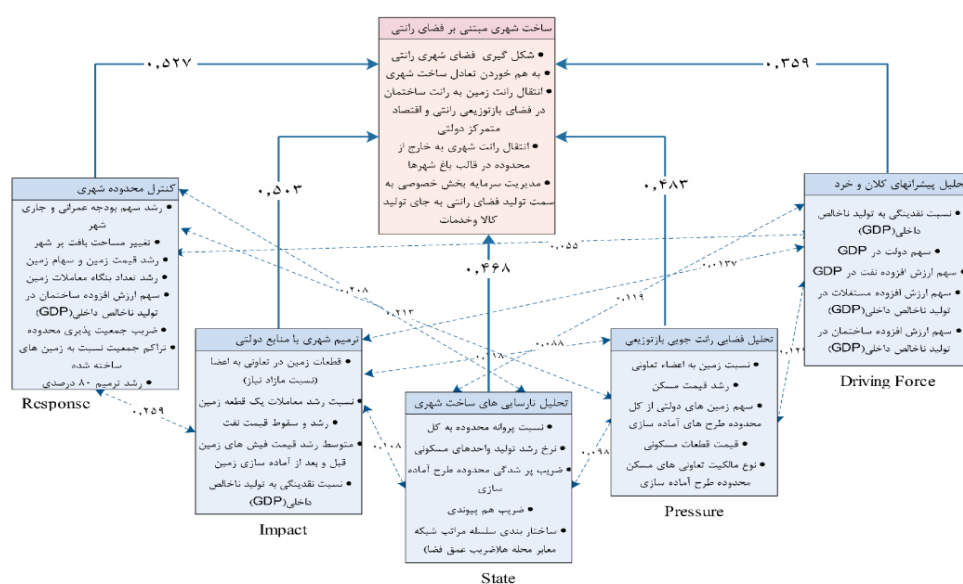 ساخت شهری مبتنی بر فضای رانتی
• شکل گیری فضای شهری رانتی
• به هم خوردن تعادل ساخت شهری
• انتقال رانت زمین به رانت ساختمان
در فضای بازتوزیعی رانتی و اقتصاد
متمرکز دولتی
• انتقال رانت شهری به خارج از
محدوده در قالب باغ شهرها
• مدیریت سرمایه بخش خصوصی به
سمت تولید فضای رانتی به جای تولید
کالا وخدمات
۰.۵۲۷
۰.۳۵۹
۰.۵۰۳
۰.۴۸۳
۰.۴۶۸
تحلیل پیشرانهای کلان و خرد
• نسبت نقدینگی به تولید ناخالص
داخلی(GDP)
• سهم دولت در GDP
• سهم ارزش افزوده نفت در GDP
• سهم ارزش افزوده مستغلات در
تولید ناخالص داخلی(GDP)
• سهم ارزش افزوده ساختمان در
تولید ناخالص داخلی(GDP)
Driving Force
کنترل محدوده شهری
• رشد سهم بودجه عمرانی و جاری
شهر
• تغییر مساحت بافت بر شهر
• رشد قیمت زمین و سهام زمین
• رشد تعداد بنگاه معاملات زمین
• سهم ارزش افزوده ساختمان در
تولید ناخالص داخلی(GDP)
• ضریب جمعیت پذیری محدوده
• تراکم جمعیت نسبت به زمین های
ساخته شده
• رشد ترمیم ۸۰ درصدی
Response
۰.۰۵۵
۰.۰۱۳۷
۰.۲۰۸
۰.۲۱۳
۰.۱۱۹
۰.۰۸۸
۰.۲۵۹
۰.۱۰۸
۰.۰۹۸
تحلیل فضایی رانت جویی بازتوزیعی
• نسبت زمین به اعضاء تعاونی
• رشد قیمت مسکن
• سهم زمین های دولتی از کل
محدوده طرح های آماده سازی
• قیمت قطعات مسکونی
• نوع مالکیت تعاونی های مسکن
محدوده طرح آماده سازی
Pressure
ترمیم شهری با منابع دولتی
• قطعات زمین در تعاونی به اعضا
(نسبت مازاد نیاز)
• نسبت رشد معاملات یک قطعه زمین
• رشد و سقوط قیمت نفت
• متوسط رشد قیمت فیش های زمین
قبل و بعد از آماده سازی زمین
• نسبت نقدینگی به تولید ناخالص
داخلی(GDP)
Impact
تحلیل نارسایی های ساخت شهری
• نسبت پروانه محدوده به کل
• نرخ رشد تولید واحدهای مسکونی
• ضریب پر شدگی محدوده طرح آماده
سازی
• ضریب هم پیوندی
• ساختار بندی سلسله مراتب شبکه
معابر محله ها(ضریب عمق فضا)
State